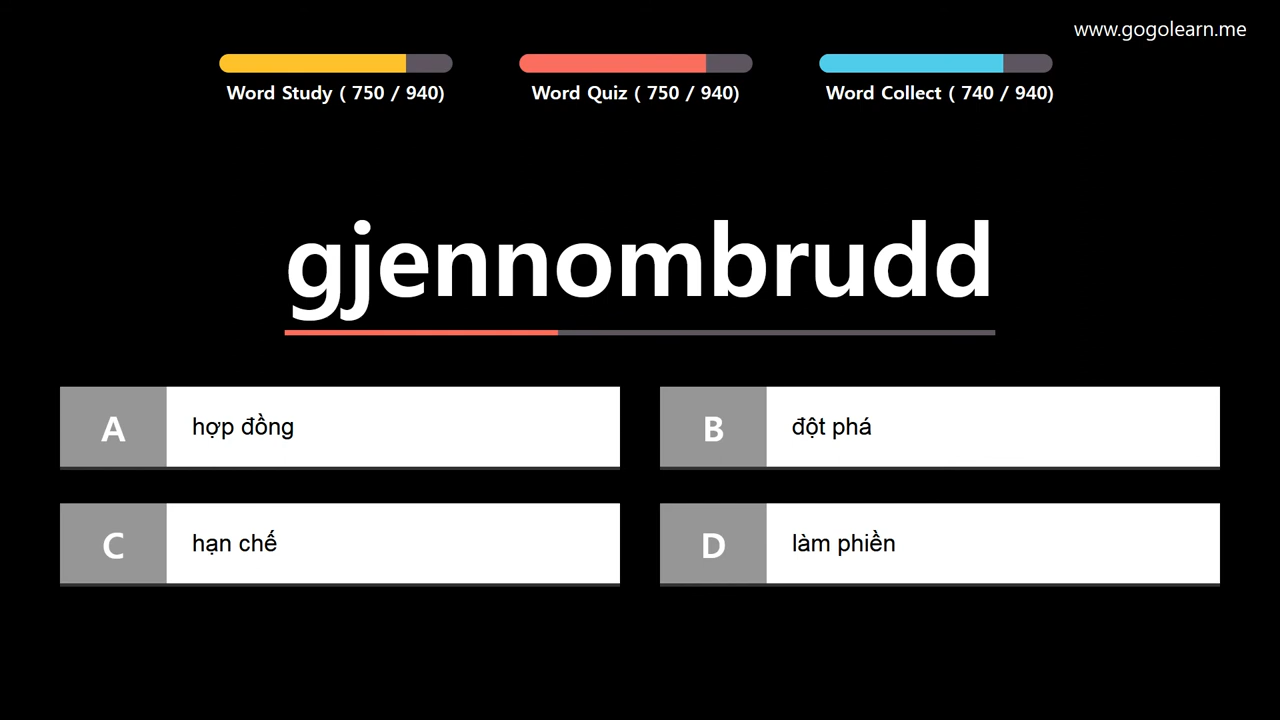 www.gogolearn.me
Word Study ( 750 / 940)
Word Quiz ( 750 / 940)
Word Collect ( 740 / 940)
gjennombrudd
A hợp đồng
B đột phá
C hạn chế
D làm phiền